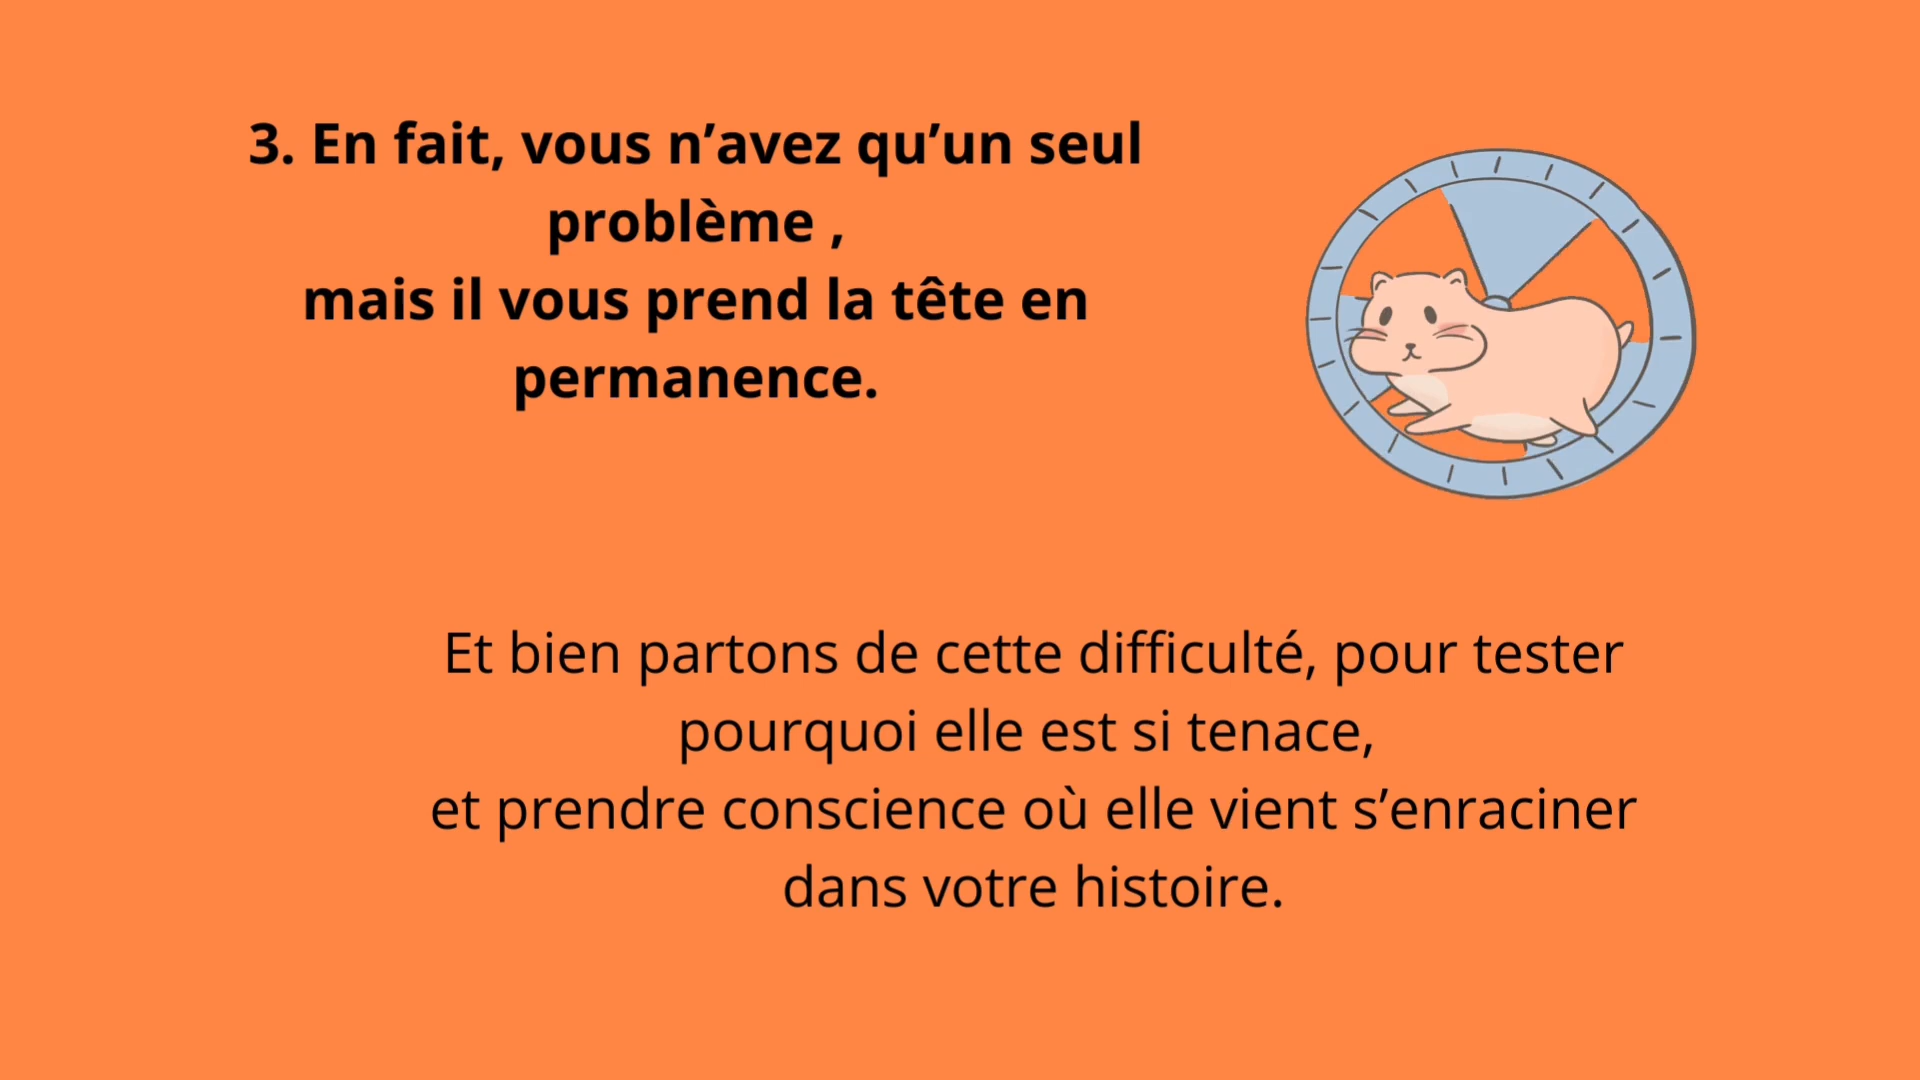 3. En fait, vous n’avez qu’un seul
problème ,
mais il vous prend la tête en
permanence.
Et bien partons de cette difficulté, pour tester
pourquoi elle est si tenace,
et prendre conscience où elle vient s’enraciner
dans votre histoire.